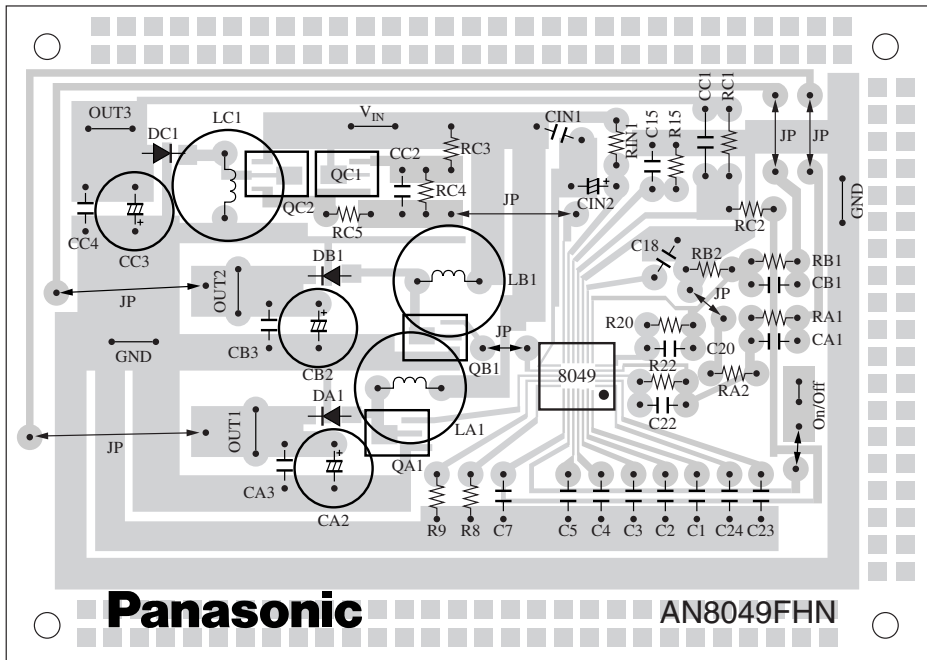 OUT3
LC1
VIN
CIN1
RIN1
C15
R15
CC1
RC1
DC1
RC3
JP
JP
CC2
QC1
QC2
RC4
CIN2
RC5
JP
RC2
GND
CC4
CC3
C18
RB2
RB1
CB1
DB1
LB1
OUT2
JP
JP
GND
CB3
CB2
QB1
JP
R20
C20
RA1
CA1
8049
R22
RA2
C22
DA1
LA1
OUT1
JP
QA1
On/Off
CA3
CA2
R9
R8
C7
C5
C4
C3
C2
C1
C24
C23
Panasonic
AN8049FHN